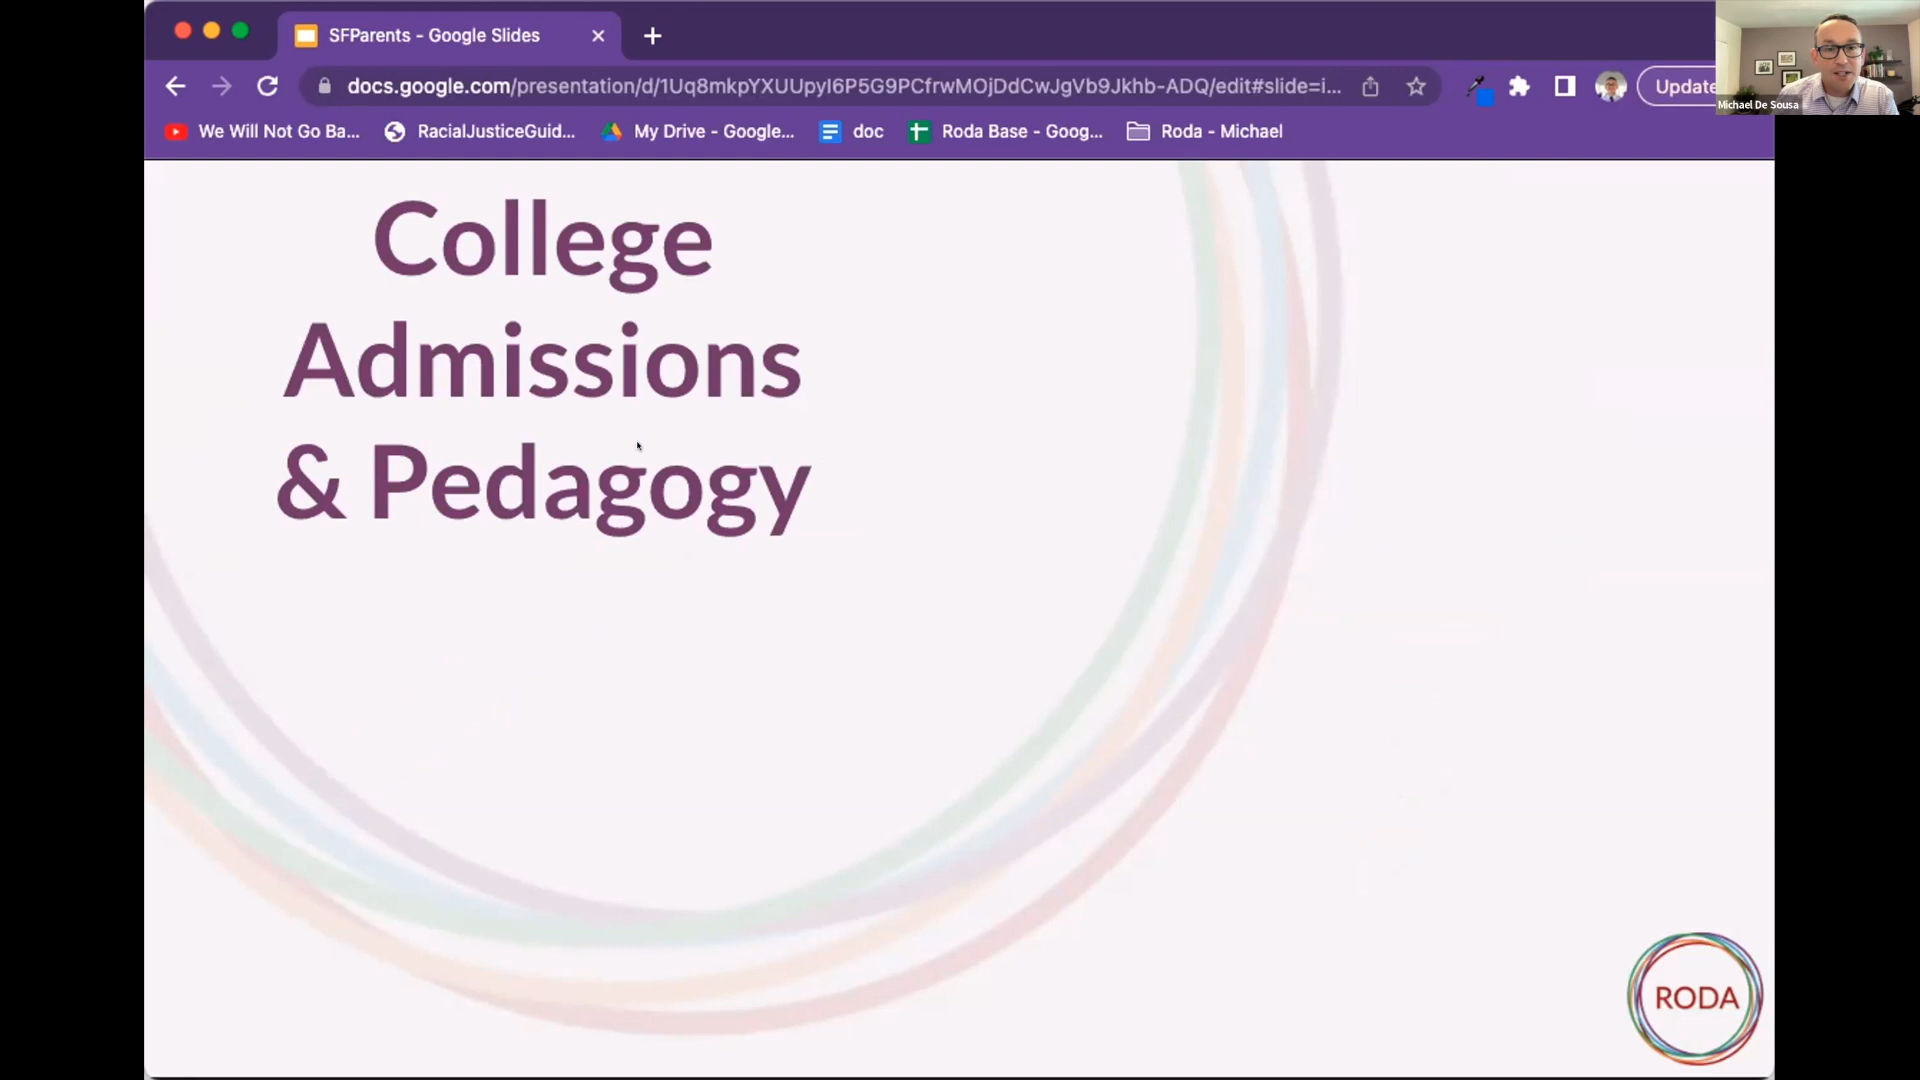 SFParents - Google Slides
docs.google.com/presentation/d/1Uq8mkpYXUUpyI6P5G9PCfrwMOjDdCwJgVb9Jkhb-ADQ/edit#slide=i...
Update
Michael De Sousa
We Will Not Go Ba...
RacialJusticeGuid...
My Drive - Google...
doc
Roda Base - Goog...
Roda - Michael
College
Admissions
& Pedagogy
RODA